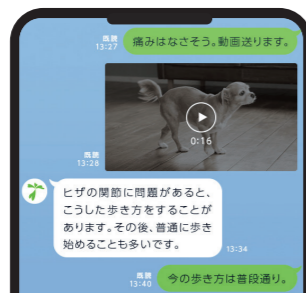 既読
13:27
痛みはなさそう。動画送ります。
0:16
既読
13:28
ヒザの関節に問題があると、
こうした歩き方をすることが
あります。その後、普通に歩き
始めることも多いです。
13:34
既読
13:40
今の歩き方は普段通り。